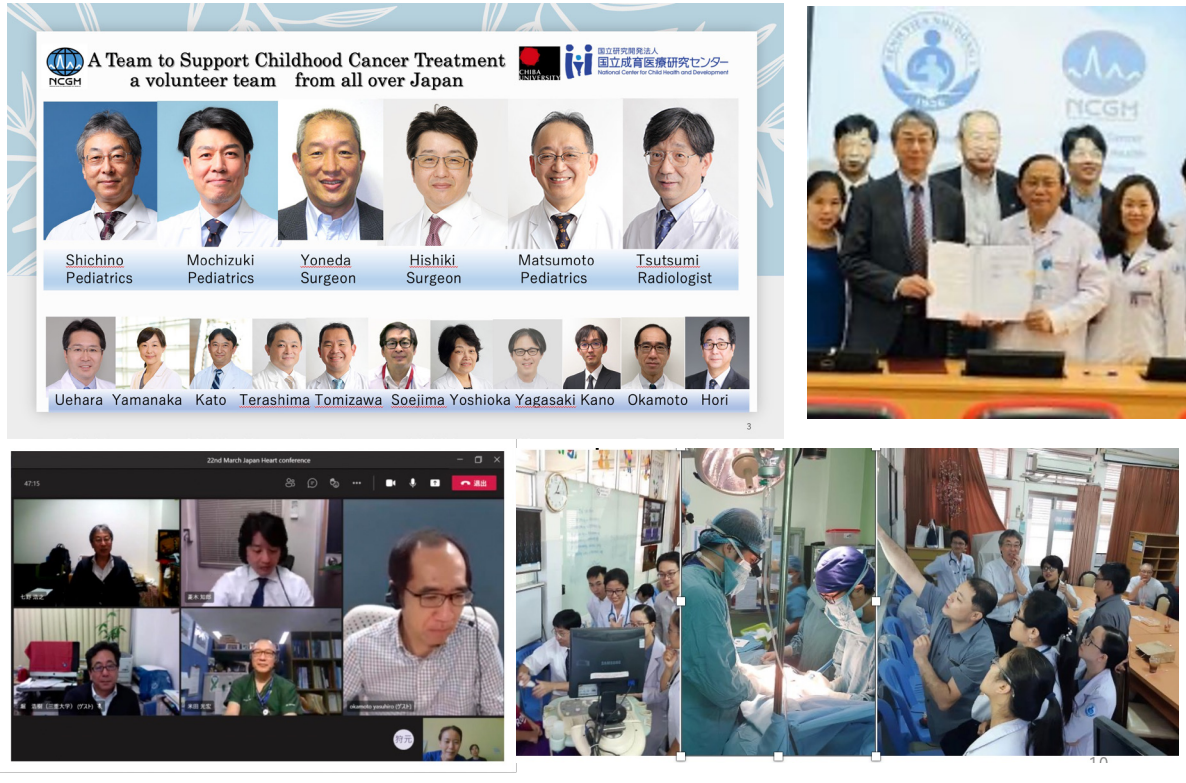 A Team to Support Childhood Cancer Treatment
a volunteer team from all over Japan
NCGM
CHIBA
UNIVERSITY
国立研究開発法人
国立成育医療研究センター
National Center for Child Health and Development
Shichino
Pediatrics
Mochizuki
Pediatrics
Yoneda
Surgeon
Hishiki
Surgeon
Matsumoto
Pediatrics
Tsutsumi
Radiologist
Uehara Yamanaka Kato Terashima Tomizawa Soejima Yoshioka Yagasaki Kano Okamoto Hori
3
NCGM
22nd March Japan Heart conference
47:15
退出
okamoto yasuhiro (ゲスト)
狩元
SAMSUNG